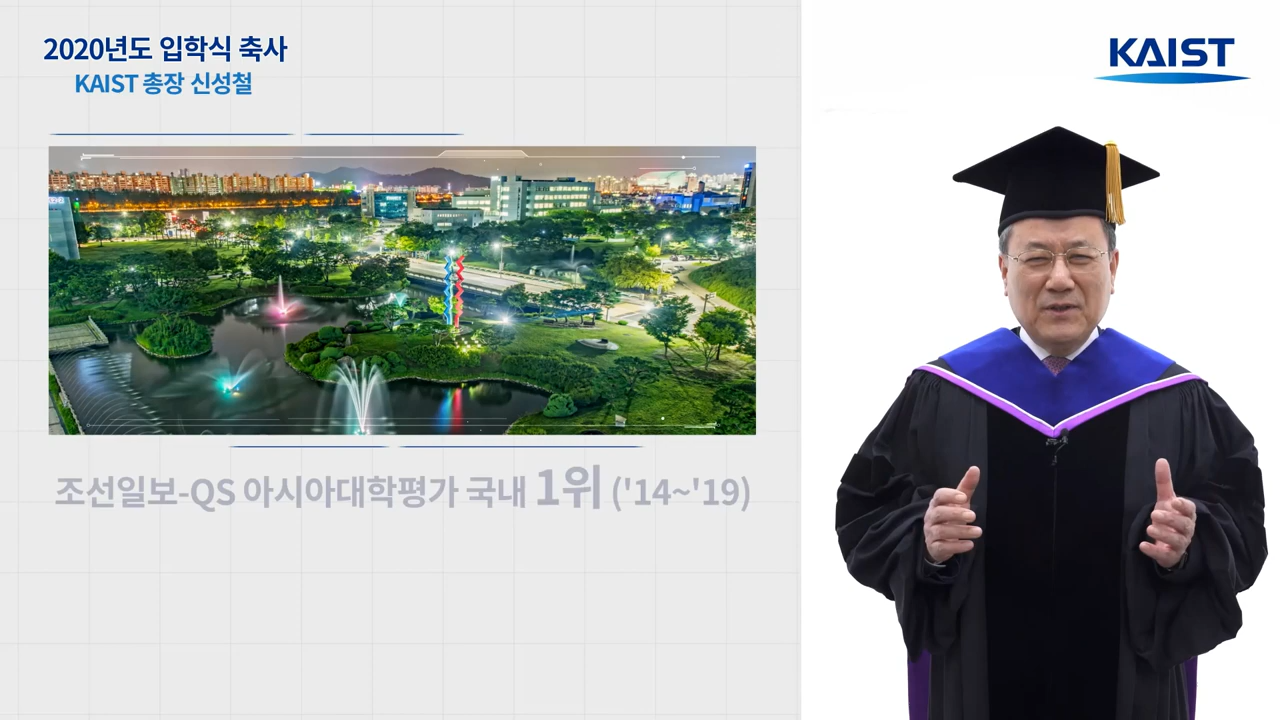 2020년도 입학식 축사
KAIST 총장 신성철
KAIST
조선일보-QS 아시아대학평가 국내 1위 ('14~'19)